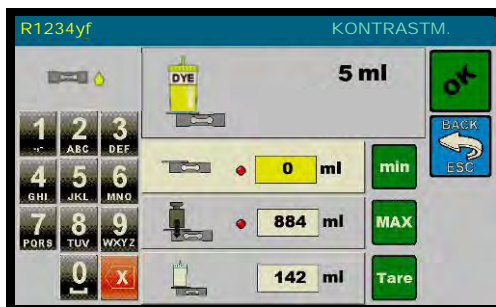 R1234yf KONTRASTM.
DYE 5 ml OK
BACK
ESC
1 2 ABC 3 DEF
0 ml min
4 GHI 5 JKL 6 MNO
884 ml MAX
7 PQRS 8 TUV 9 WXYZ
0 X
142 ml Tare